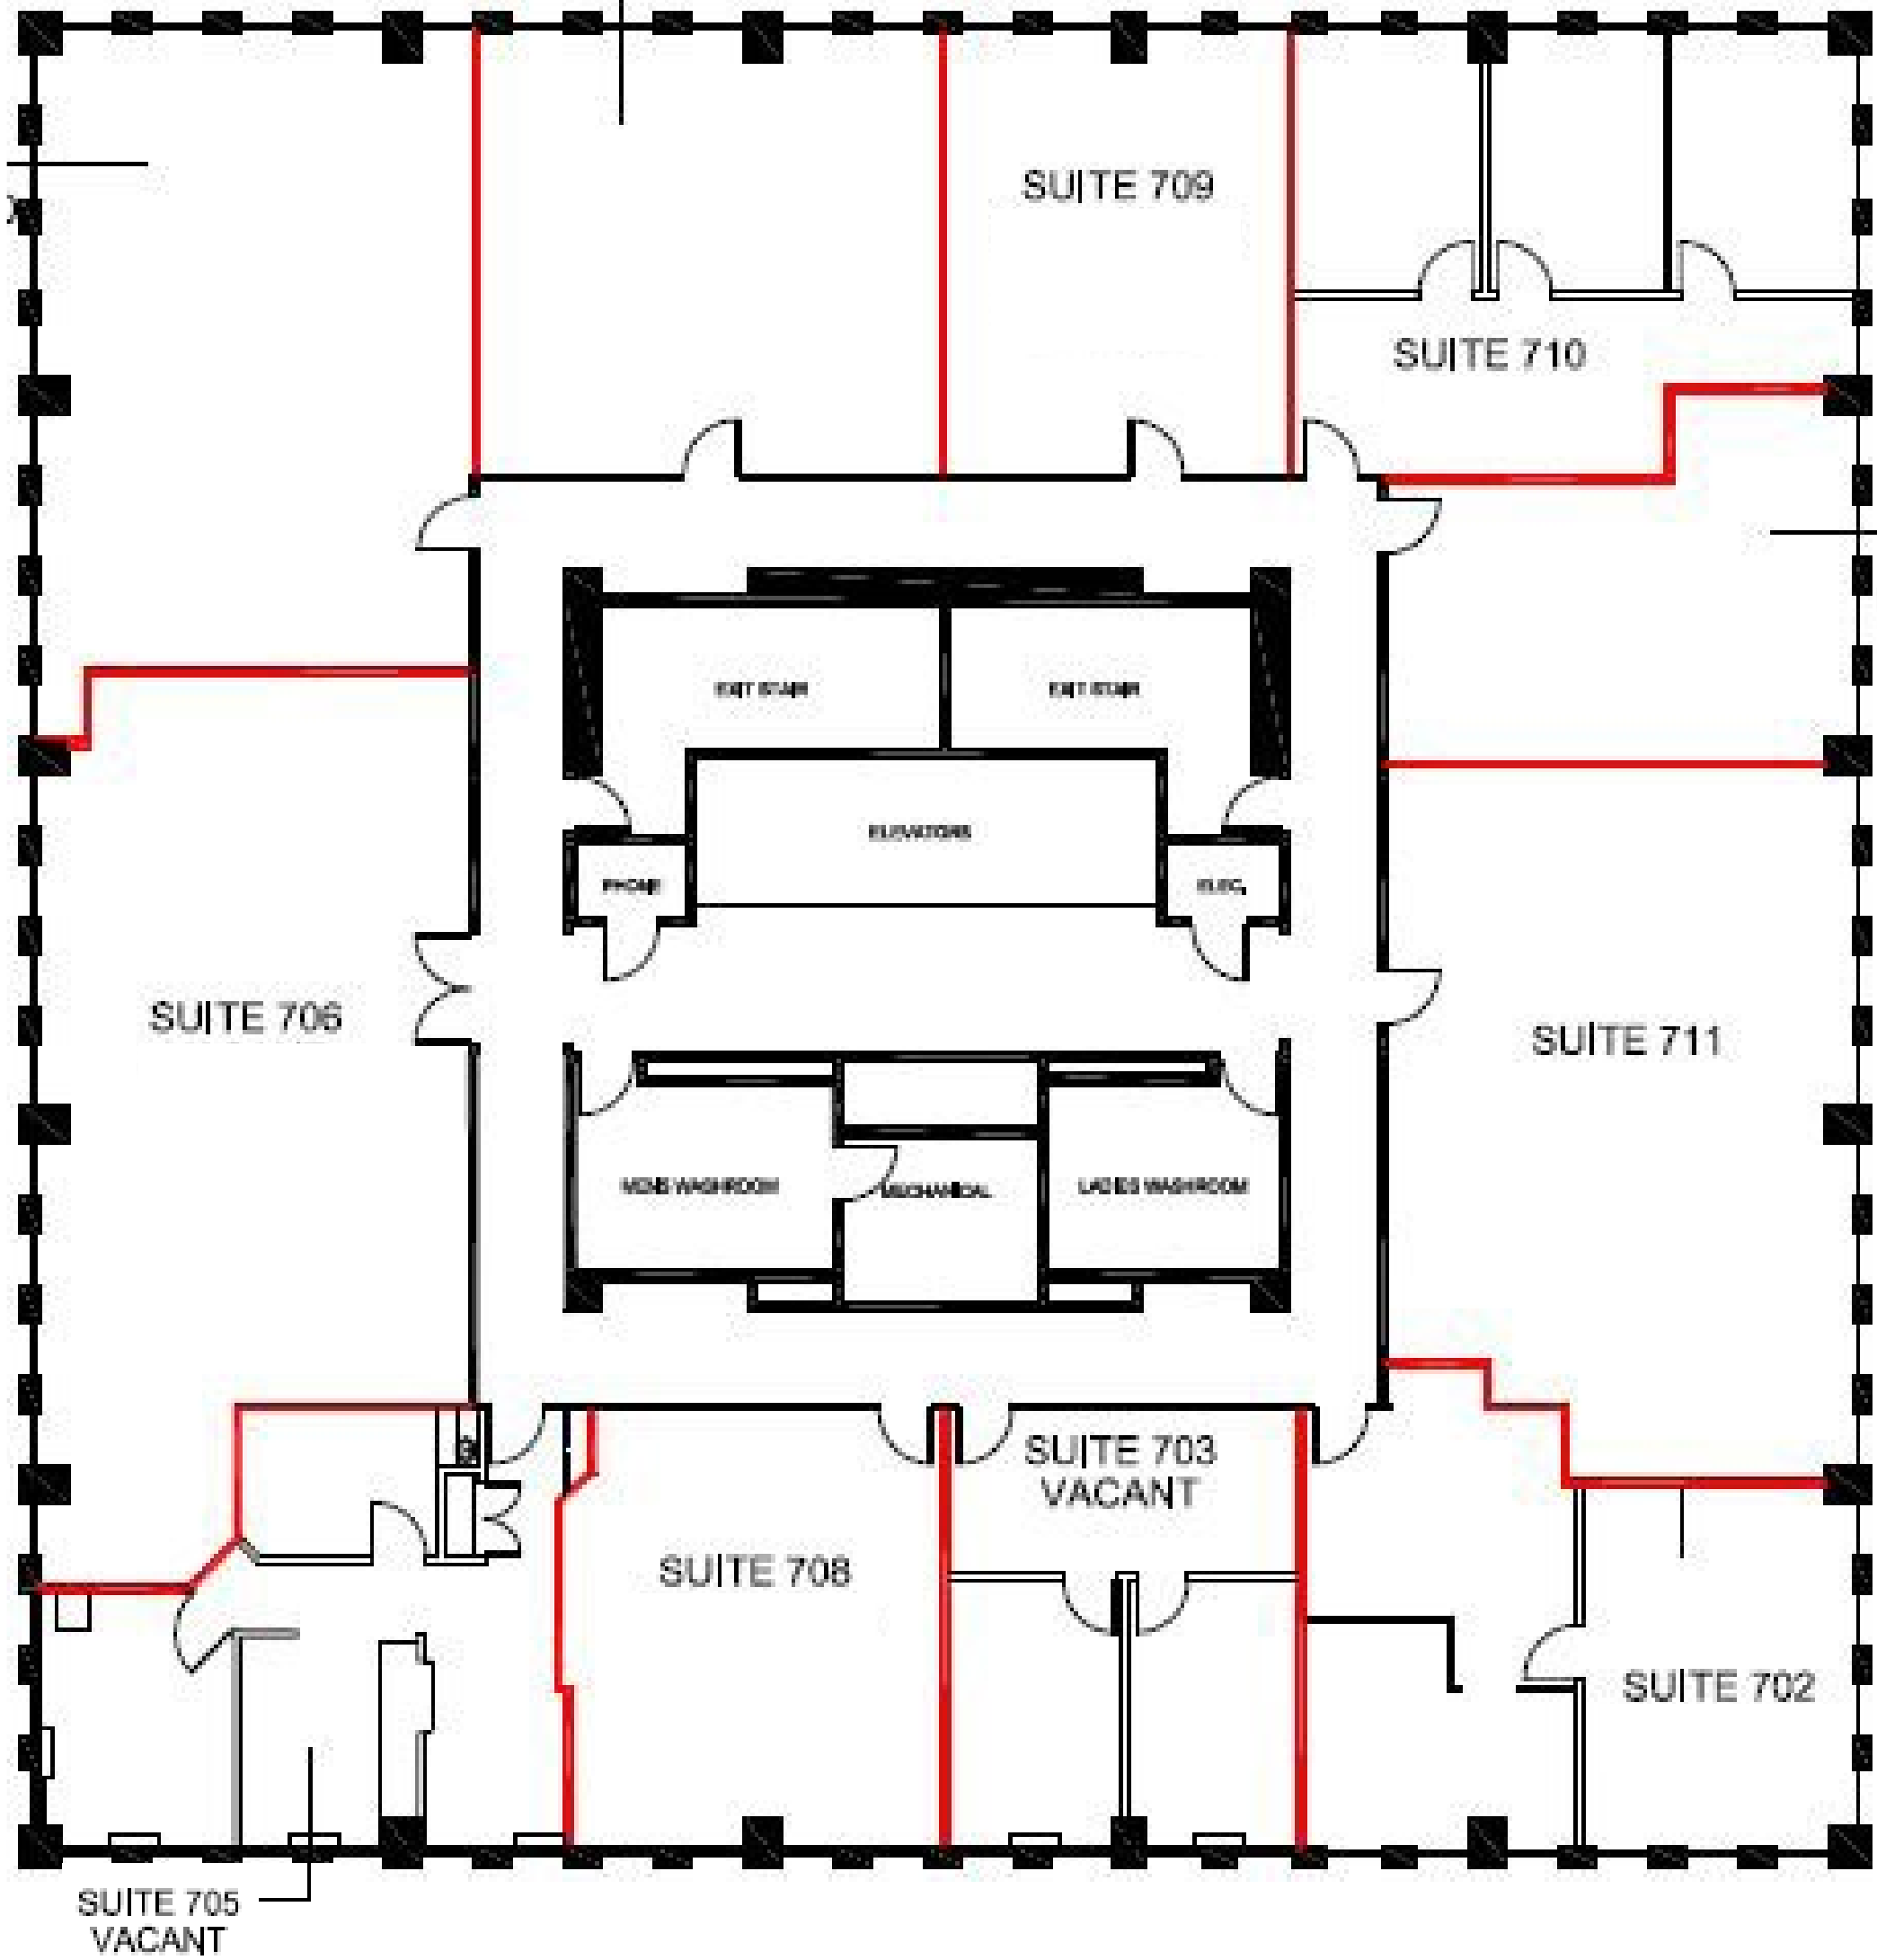 SUITE 709
SUITE 710
EXIT STAIR
EXIT STAIR
ELEVATORS
PHONE
ELEC.
SUITE 706
SUITE 711
MENS WASHROOM
MECHANICAL
LADIES WASHROOM
SUITE 703
VACANT
SUITE 708
SUITE 702
SUITE 705
VACANT